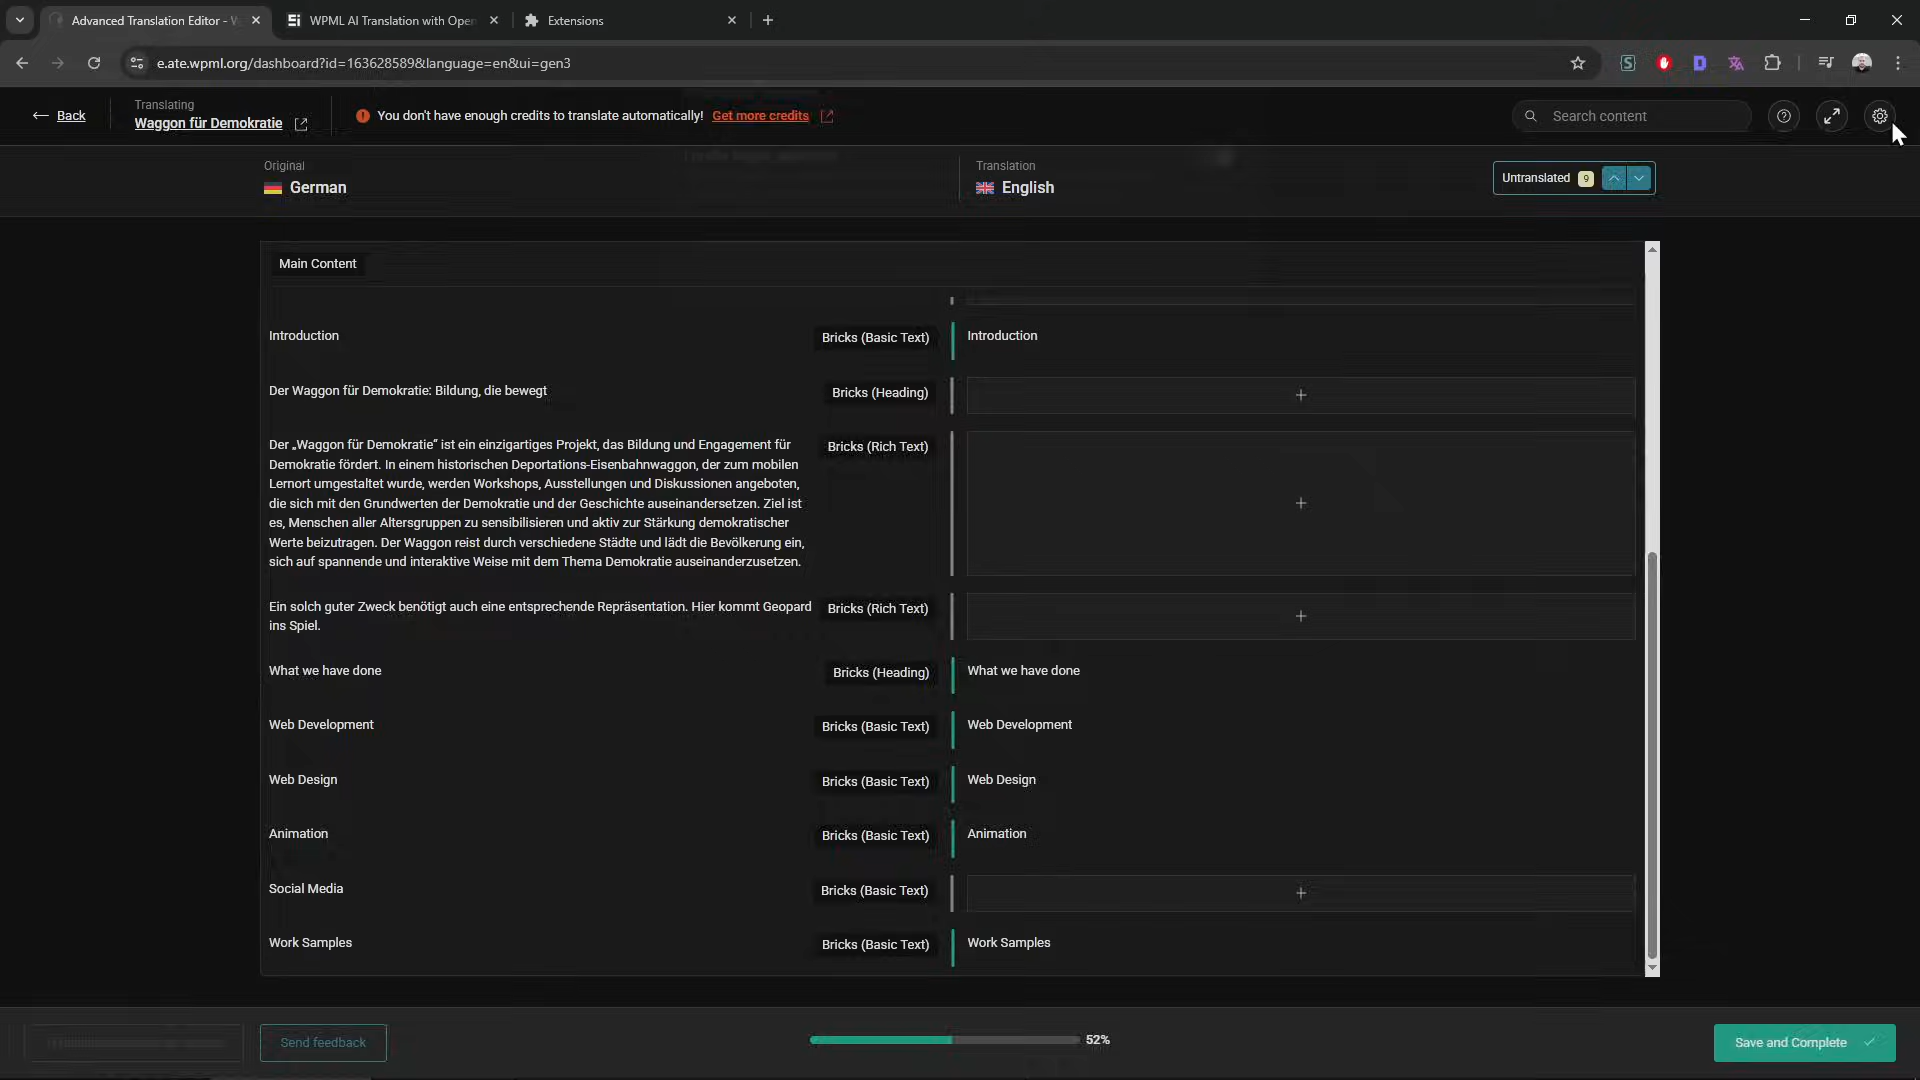 Advanced Translation Editor - W
WPML AI Translation with Open
Extensions
e.ate.wpml.org/dashboard?id=163628589&language=en&ui=gen3
Back
Translating
Waggon für Demokratie
You don't have enough credits to translate automatically! Get more credits
Search content
Original
German
Translation
English
Untranslated 9
Main Content
Introduction
Bricks (Basic Text)
Introduction
Der Waggon für Demokratie: Bildung, die bewegt
Bricks (Heading)
Der „Waggon für Demokratie“ ist ein einzigartiges Projekt, das Bildung und Engagement für
Demokratie fördert. In einem historischen Deportations-Eisenbahnwaggon, der zum mobilen
Lernort umgestaltet wurde, werden Workshops, Ausstellungen und Diskussionen angeboten,
die sich mit den Grundwerten der Demokratie und der Geschichte auseinandersetzen. Ziel ist
es, Menschen aller Altersgruppen zu sensibilisieren und aktiv zur Stärkung demokratischer
Werte beizutragen. Der Waggon reist durch verschiedene Städte und lädt die Bevölkerung ein,
sich auf spannende und interaktive Weise mit dem Thema Demokratie auseinanderzusetzen.
Bricks (Rich Text)
Ein solch guter Zweck benötigt auch eine entsprechende Repräsentation. Hier kommt Geopard
ins Spiel.
Bricks (Rich Text)
What we have done
Bricks (Heading)
What we have done
Web Development
Bricks (Basic Text)
Web Development
Web Design
Bricks (Basic Text)
Web Design
Animation
Bricks (Basic Text)
Animation
Social Media
Bricks (Basic Text)
Work Samples
Bricks (Basic Text)
Work Samples
Send feedback
52%
Save and Complete